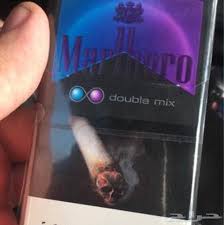 Marlboro
double mix
حراج